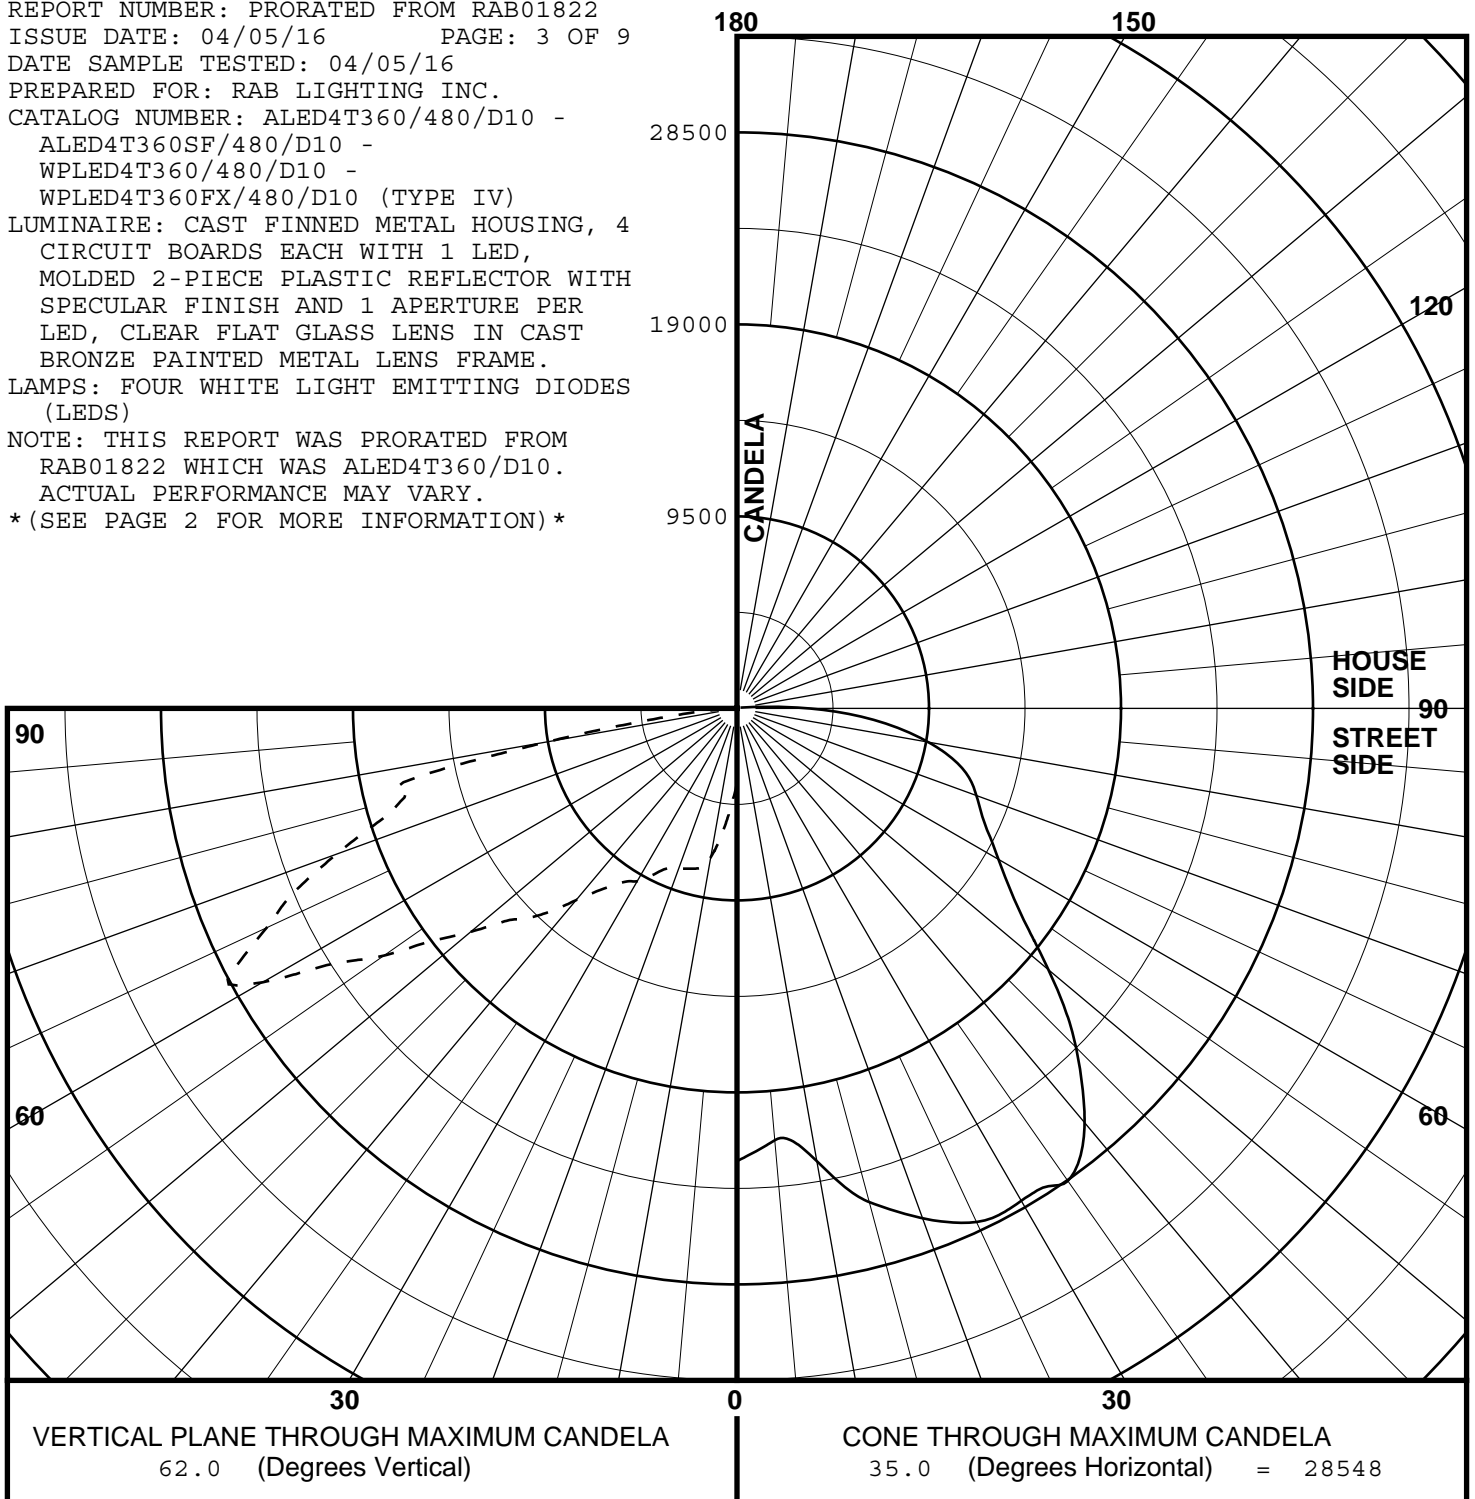 REPORT NUMBER: PRORATED FROM RAB01822
ISSUE DATE: 04/05/16 PAGE: 3 OF 9
DATE SAMPLE TESTED: 04/05/16
PREPARED FOR: RAB LIGHTING INC.
CATALOG NUMBER: ALED4T360/480/D10 -
ALED4T360SF/480/D10 -
WPLED4T360/480/D10 -
WPLED4T360FX/480/D10 (TYPE IV)
LUMINAIRE: CAST FINNED METAL HOUSING, 4
CIRCUIT BOARDS EACH WITH 1 LED,
MOLDED 2-PIECE PLASTIC REFLECTOR WITH
SPECULAR FINISH AND 1 APERTURE PER
LED, CLEAR FLAT GLASS LENS IN CAST
BRONZE PAINTED METAL LENS FRAME.
LAMPS: FOUR WHITE LIGHT EMITTING DIODES
(LEDS)
NOTE: THIS REPORT WAS PRORATED FROM
RAB01822 WHICH WAS ALED4T360/D10.
ACTUAL PERFORMANCE MAY VARY.
*(SEE PAGE 2 FOR MORE INFORMATION)*
180
150
28500
120
19000
CANDELA
9500
HOUSE
SIDE
90
90
STREET
SIDE
60
60
30
0
30
VERTICAL PLANE THROUGH MAXIMUM CANDELA
62.0 (Degrees Vertical)
CONE THROUGH MAXIMUM CANDELA
35.0 (Degrees Horizontal) = 28548